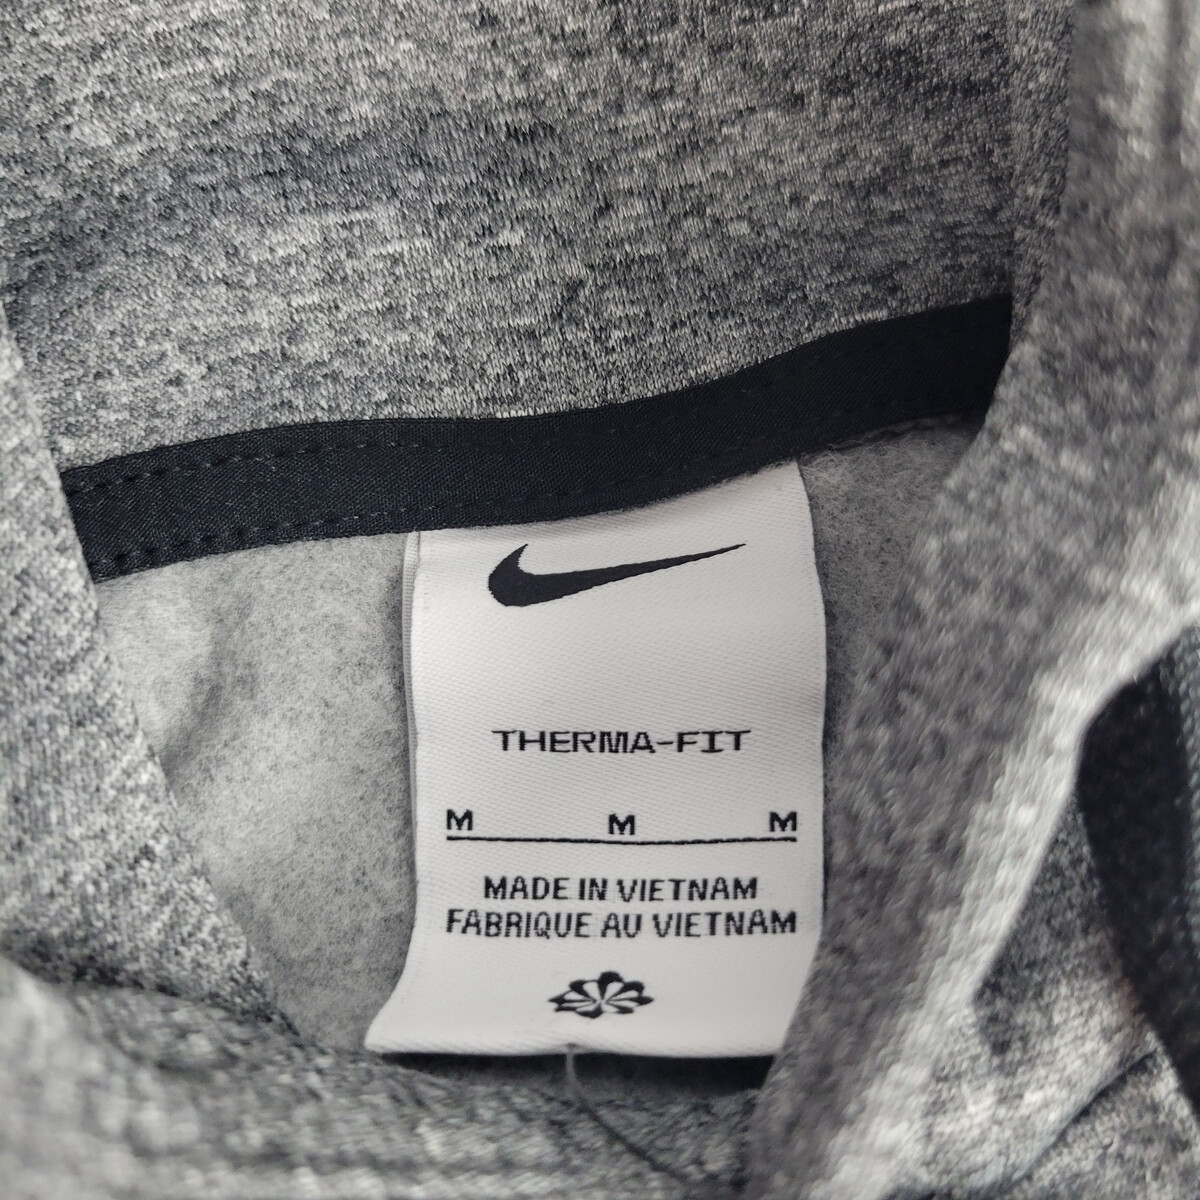 THERMA-FIT
M M M
MADE IN VIETNAM
FABRIQUE AU VIETNAM